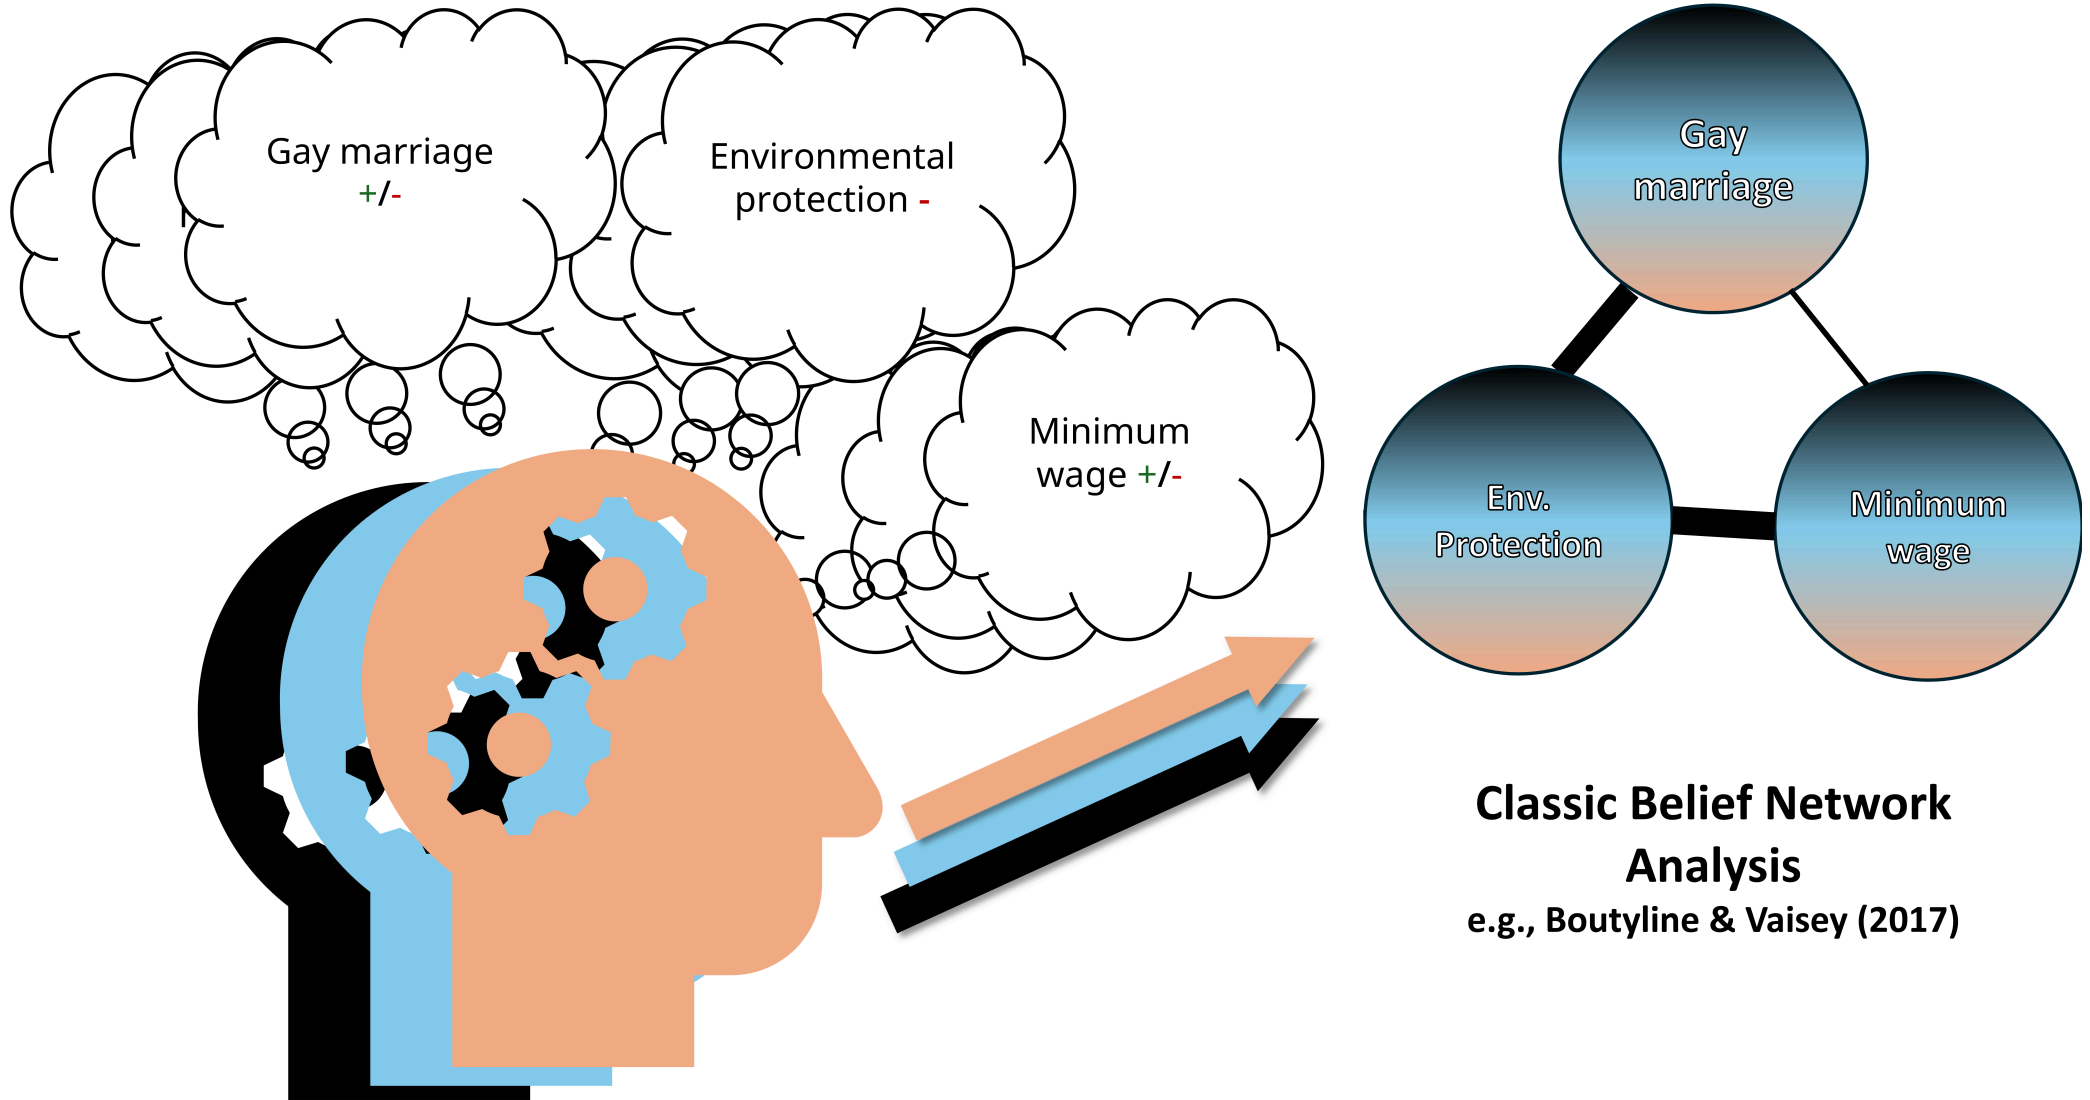 Gay marriage
+/-
Environmental
protection -
Minimum
wage +/-
Gay
marriage
Env.
Protection
Minimum
wage
Classic Belief Network
Analysis
e.g., Boutyline & Vaisey (2017)